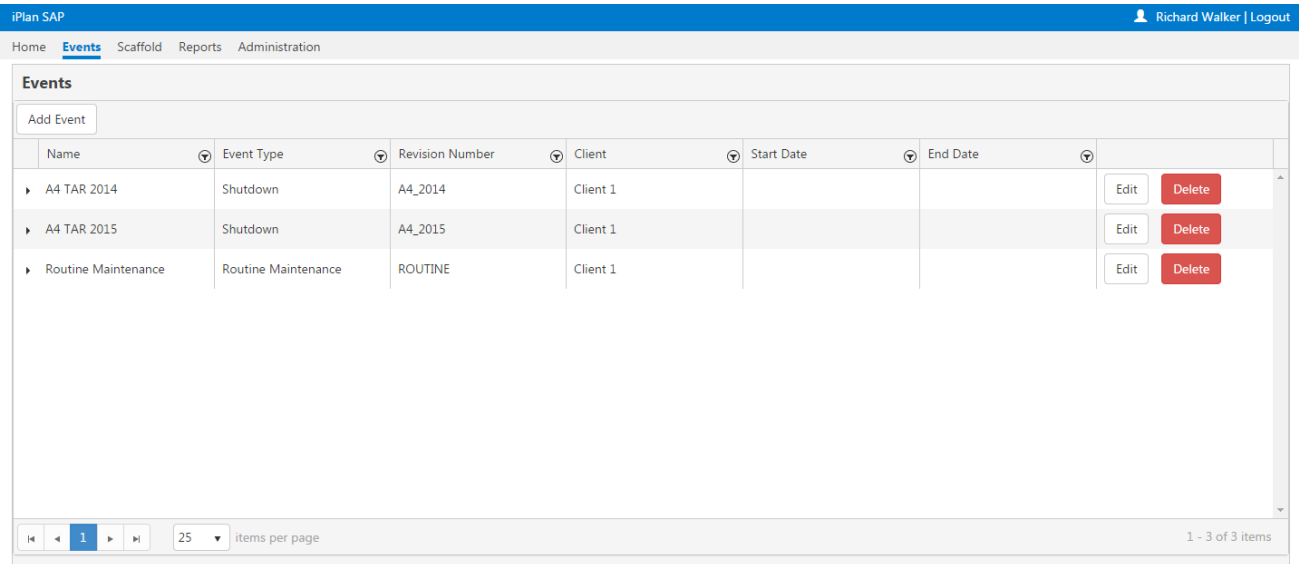 iPlan SAP Richard Walker | Logout
Home Events Scaffold Reports Administration
Events
Add Event
Name Event Type Revision Number Client Start Date End Date
A4 TAR 2014 Shutdown A4_2014 Client 1 Edit Delete
A4 TAR 2015 Shutdown A4_2015 Client 1 Edit Delete
Routine Maintenance Routine Maintenance ROUTINE Client 1 Edit Delete
1 25 items per page 1 - 3 of 3 items